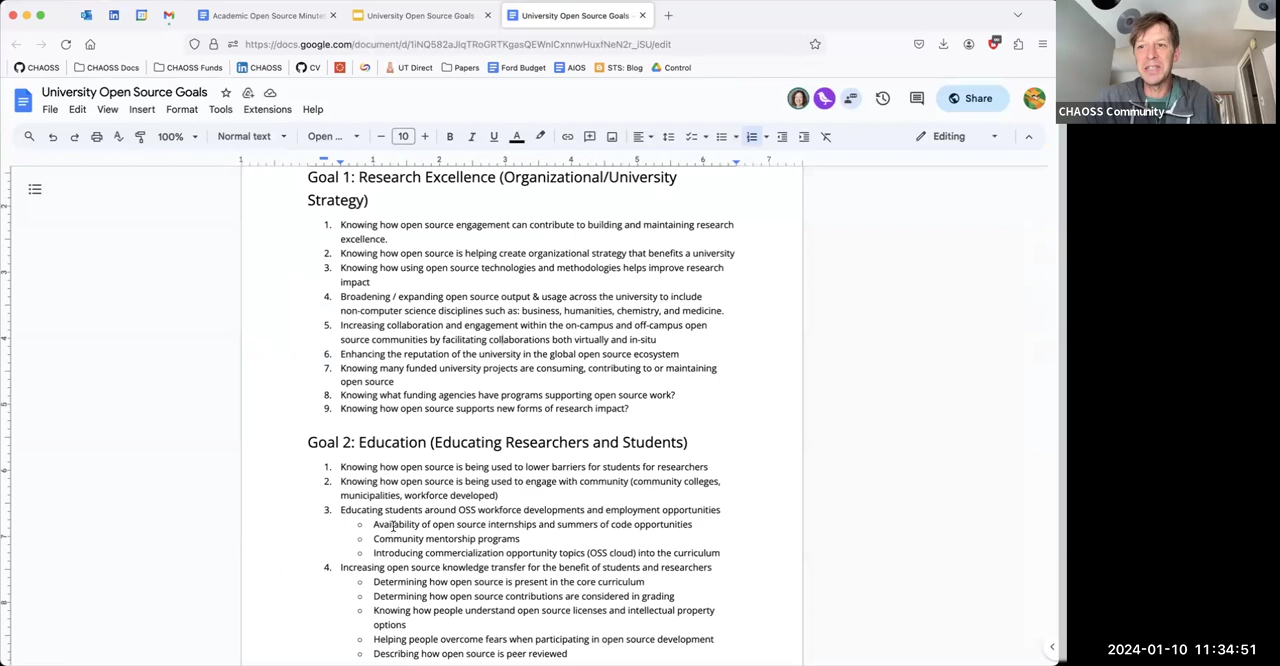 Academic Open Source Minute
University Open Source Goals
University Open Source Goals -
https://docs.google.com/document/d/1iNQ582aJlqTRoGRTKgasQEWnlCxnnwHuxfNeN2r_iSU/edit
CHAOSS
CHAOSS Docs
CHAOSS Funds
CHAOSS
CV
UT Direct
Papers
Ford Budget
AIOS
STS: Blog
Control
University Open Source Goals
File Edit View Insert Format Tools Extensions Help
Share
100%
Normal text
Open ...
10
Editing
1 1 2 3 4 5 6 7
Goal 1: Research Excellence (Organizational/University
Strategy)
1. Knowing how open source engagement can contribute to building and maintaining research
excellence.
2. Knowing how open source is helping create organizational strategy that benefits a university
3. Knowing how using open source technologies and methodologies helps improve research
impact
4. Broadening / expanding open source output & usage across the university to include
non-computer science disciplines such as: business, humanities, chemistry, and medicine.
5. Increasing collaboration and engagement within the on-campus and off-campus open
source communities by facilitating collaborations both virtually and in-situ
6. Enhancing the reputation of the university in the global open source ecosystem
7. Knowing many funded university projects are consuming, contributing to or maintaining
open source
8. Knowing what funding agencies have programs supporting open source work?
9. Knowing how open source supports new forms of research impact?
Goal 2: Education (Educating Researchers and Students)
1. Knowing how open source is being used to lower barriers for students for researchers
2. Knowing how open source is being used to engage with community (community colleges,
municipalities, workforce developed)
3. Educating students around OSS workforce developments and employment opportunities
○ Availability of open source internships and summers of code opportunities
○ Community mentorship programs
○ Introducing commercialization opportunity topics (OSS cloud) into the curriculum
4. Increasing open source knowledge transfer for the benefit of students and researchers
○ Determining how open source is present in the core curriculum
○ Determining how open source contributions are considered in grading
○ Knowing how people understand open source licenses and intellectual property
options
○ Helping people overcome fears when participating in open source development
○ Describing how open source is peer reviewed
CHAOSS Community
2024-01-10 11:34:51